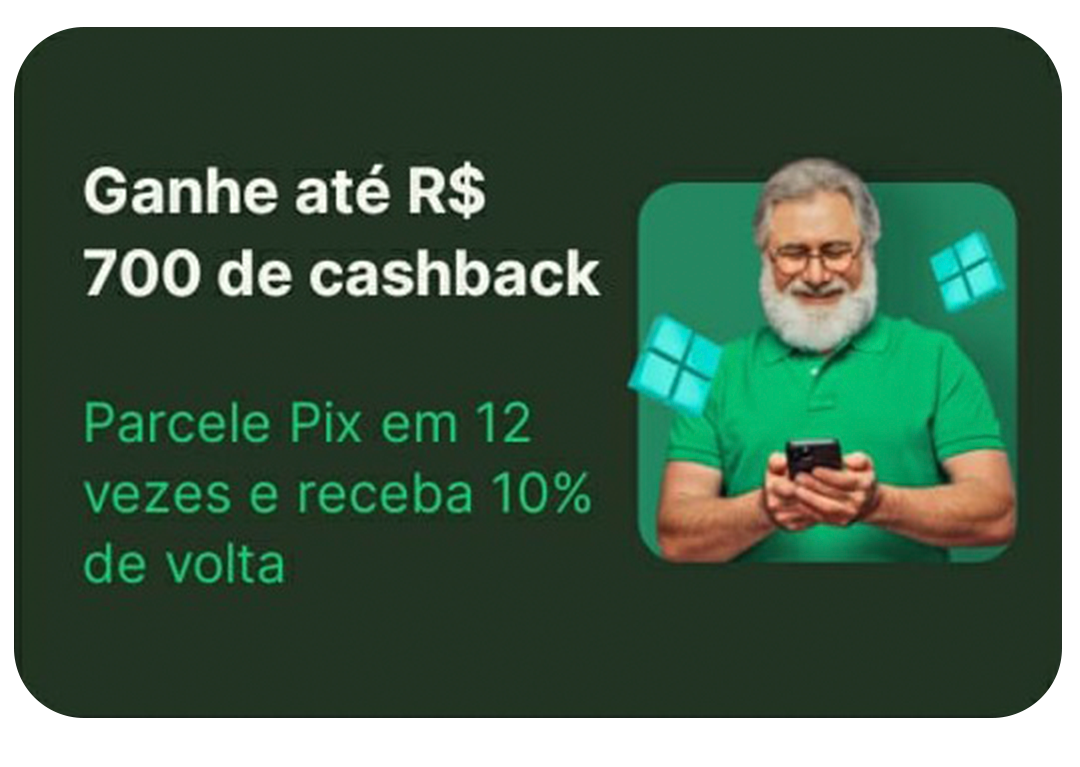 Ganhe até R$
700 de cashback
Parcele Pix em 12
vezes e receba 10%
de volta